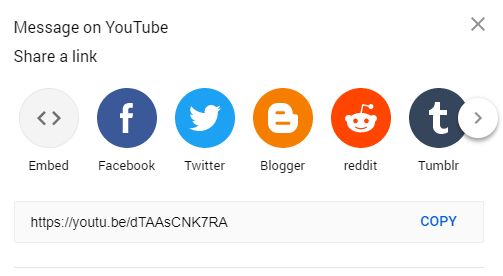 Message on YouTube
Share a link
Embed Facebook Twitter Blogger reddit Tumblr
https://youtu.be/dTAAsCNK7RA COPY